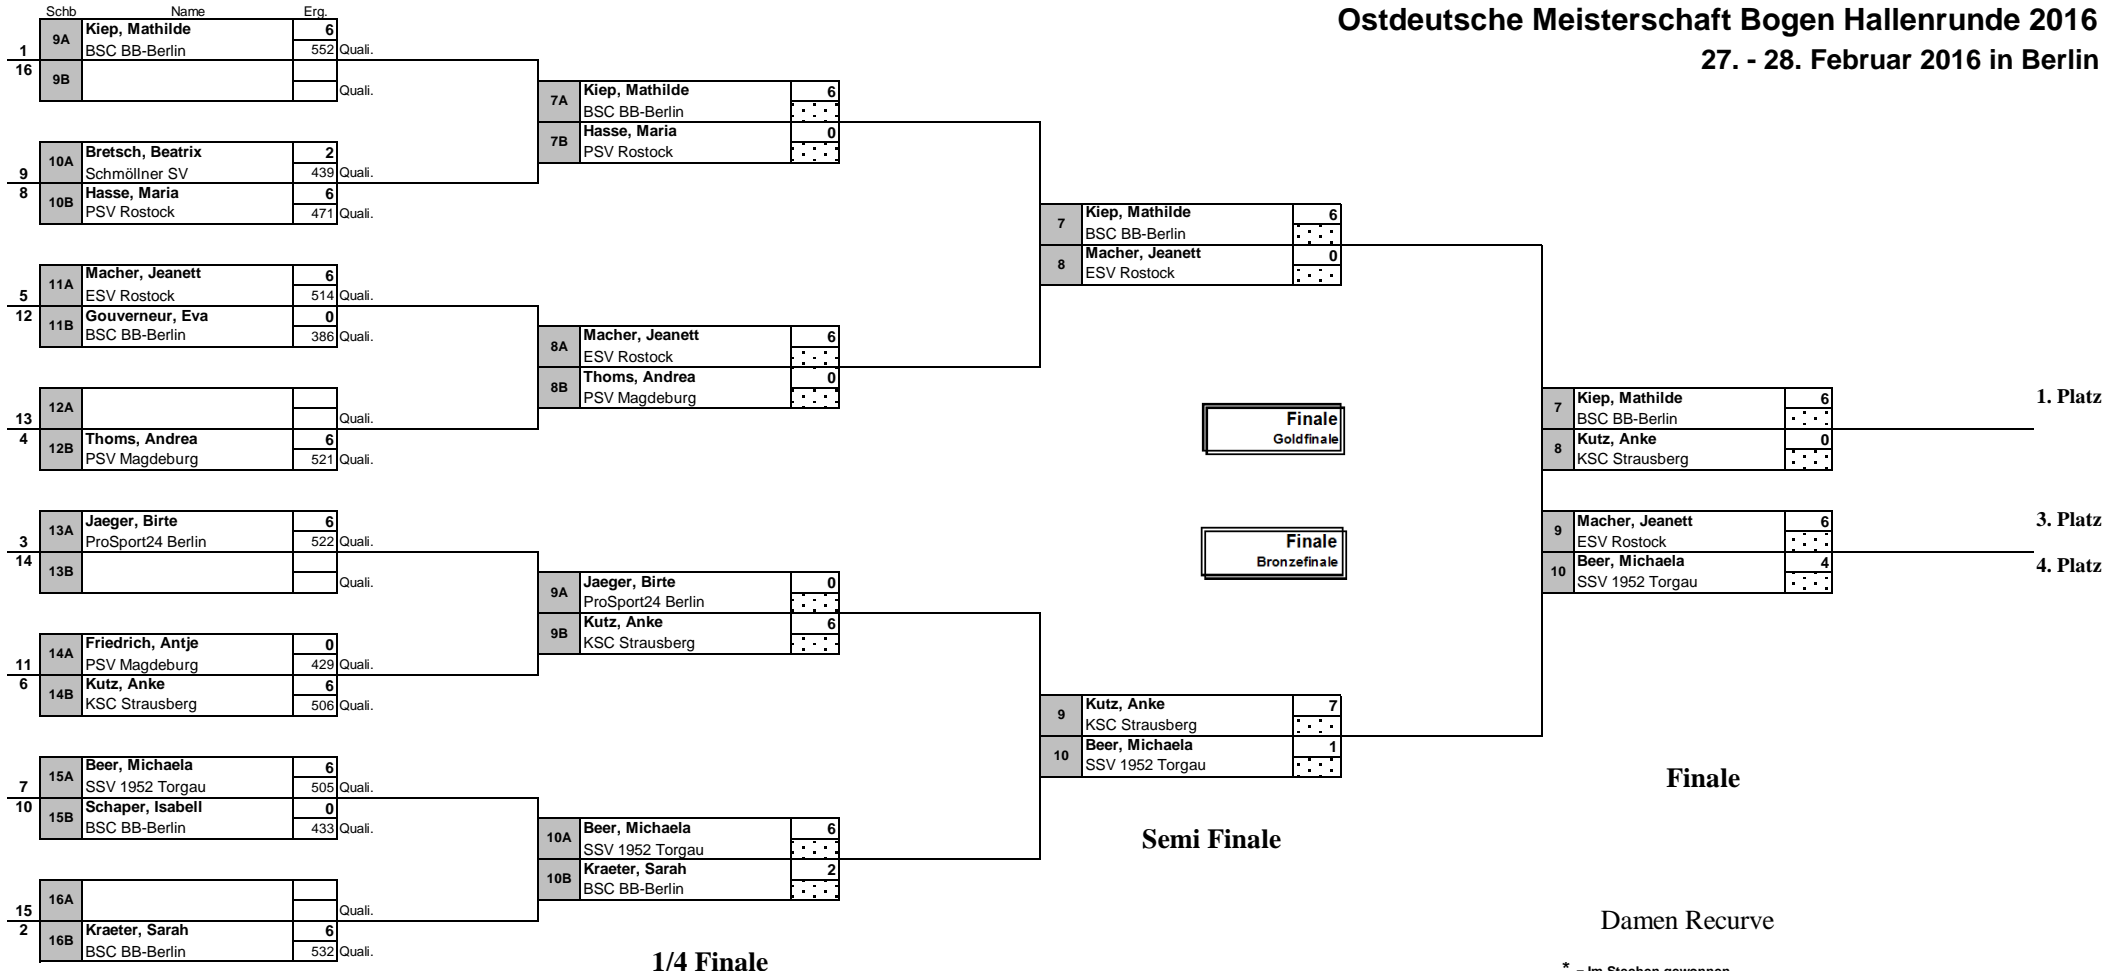 Ostdeutsche Meisterschaft Bogen Hallenrunde 2016
27. - 28. Februar 2016 in Berlin
Schb Name Erg.
9A Kiep, Mathilde 6
1 BSC BB-Berlin 552 Quali.
16 9B
Quali.
10A Bretsch, Beatrix 2
9 Schmöllner SV 439 Quali.
8 10B Hasse, Maria 6
PSV Rostock 471 Quali.
11A Macher, Jeanett 6
5 ESV Rostock 514 Quali.
12 11B Gouverneur, Eva 0
BSC BB-Berlin 386 Quali.
12A
13 Quali.
4 12B Thoms, Andrea 6
PSV Magdeburg 521 Quali.
13A Jaeger, Birte 6
3 ProSport24 Berlin 522 Quali.
14 13B
Quali.
14A Friedrich, Antje 0
11 PSV Magdeburg 429 Quali.
6 14B Kutz, Anke 6
KSC Strausberg 506 Quali.
15A Beer, Michaela 6
7 SSV 1952 Torgau 505 Quali.
10 15B Schaper, Isabell 0
BSC BB-Berlin 433 Quali.
16A
15 Quali.
2 16B Kraeter, Sarah 6
BSC BB-Berlin 532 Quali.
7A Kiep, Mathilde 6
BSC BB-Berlin
7B Hasse, Maria 0
PSV Rostock
8A Macher, Jeanett 6
ESV Rostock
8B Thoms, Andrea 0
PSV Magdeburg
9A Jaeger, Birte 0
ProSport24 Berlin
9B Kutz, Anke 6
KSC Strausberg
10A Beer, Michaela 6
SSV 1952 Torgau
10B Kraeter, Sarah 2
BSC BB-Berlin
1/4 Finale
7 Kiep, Mathilde 6
BSC BB-Berlin
8 Macher, Jeanett 0
ESV Rostock
Finale
Goldfinale
Finale
Bronzefinale
9 Kutz, Anke 7
KSC Strausberg
10 Beer, Michaela 1
SSV 1952 Torgau
Semi Finale
7 Kiep, Mathilde 6 1. Platz
BSC BB-Berlin
8 Kutz, Anke 0
KSC Strausberg
9 Macher, Jeanett 6 3. Platz
ESV Rostock
10 Beer, Michaela 4 4. Platz
SSV 1952 Torgau
Finale
Damen Recurve
* = Im Stechen gewonnen